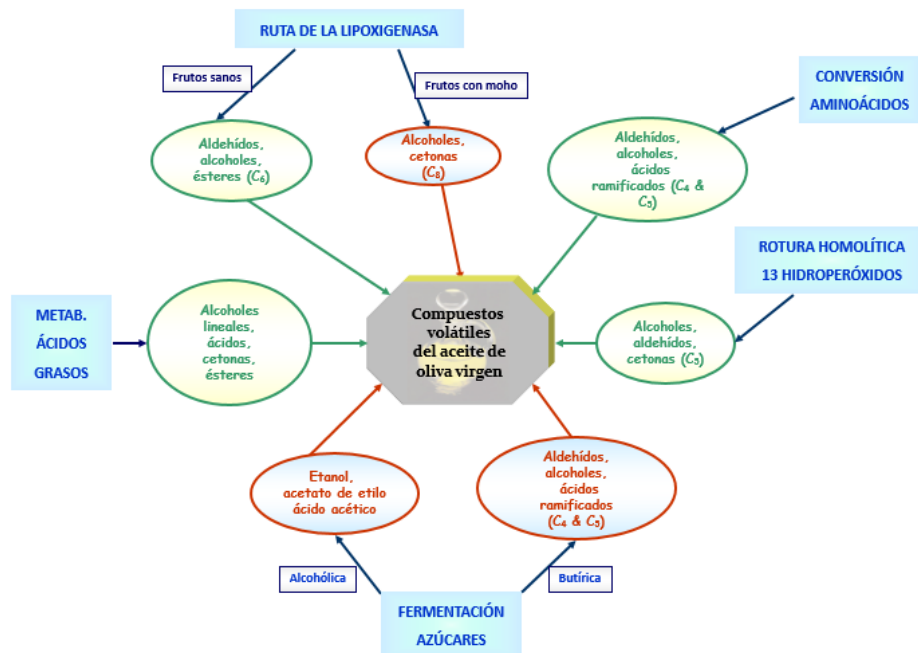 RUTA DE LA LIPOXIGENASA
Frutos sanos
Frutos con moho
CONVERSIÓN
AMINOÁCIDOS
Aldehídos,
alcoholes,
ésteres (C₆)
Alcoholes,
cetonas
(C₈)
Aldehídos,
alcoholes,
ácidos
ramificados (C₄ &
C₅)
ROTURA HOMOLÍTICA
13 HIDROPERÓXIDOS
METAB.
ÁCIDOS
GRASOS
Alcoholes
lineales,
ácidos,
cetonas,
ésteres
Compuestos
volátiles
del aceite de
oliva virgen
Alcoholes,
aldehídos,
cetonas (C₅)
Etanol,
acetato de etilo
ácido acético
Aldehídos,
alcoholes,
ácidos
ramificados
(C₄ & C₅)
Alcohólica
Butírica
FERMENTACIÓN
AZÚCARES